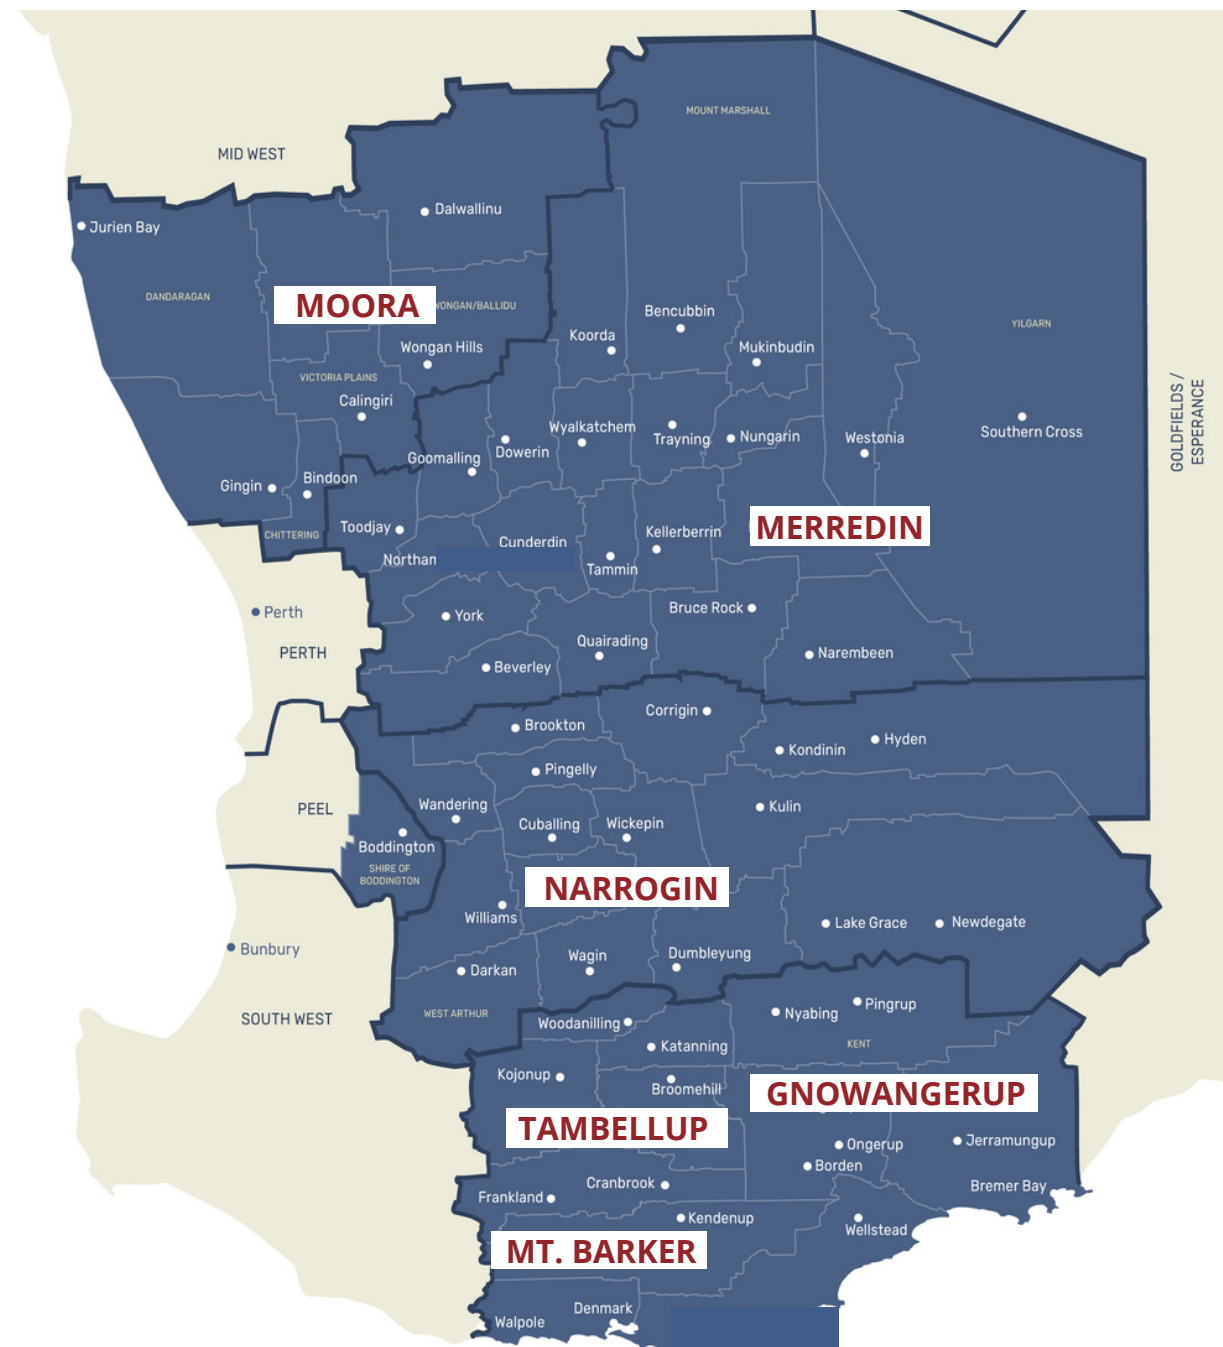 MOUNT MARSHALL
MID WEST
Dalwallinu
Jurien Bay
DANDARAGAN
MOORA
WONGAN/BALLIDU
Bencubbin
YILGARN
Koorda
Wongan Hills
Mukinbudin
VICTORIA PLAINS
Calingiri
GOLDFIELDS /
ESPERANCE
Wyalkatchem
Trayning
Nungarin
Westonia
Southern Cross
Goomalling
Dowerin
Gingin
Bindoon
Toodjay
CHITTERING
MERREDIN
Kellerberrin
Cunderdin
Northam
Tammin
Perth
York
Bruce Rock
PERTH
Quairading
Narembeen
Beverley
Corrigin
Brookton
Kondinin
Hyden
Pingelly
PEEL
Wandering
Kulin
Cuballing
Wickepin
Boddington
SHIRE OF
BODDINGTON
NARROGIN
Williams
Lake Grace
Newdegate
Bunbury
Wagin
Dumbleyung
Darkan
SOUTH WEST
WEST ARTHUR
Woodanilling
Nyabing
Pingrup
Katanning
KENT
Kojonup
Broomehill
GNOWANGERUP
TAMBELLUP
Ongerup
Jerramungup
Borden
Cranbrook
Bremer Bay
Frankland
Kendenup
Wellstead
MT. BARKER
Denmark
Walpole